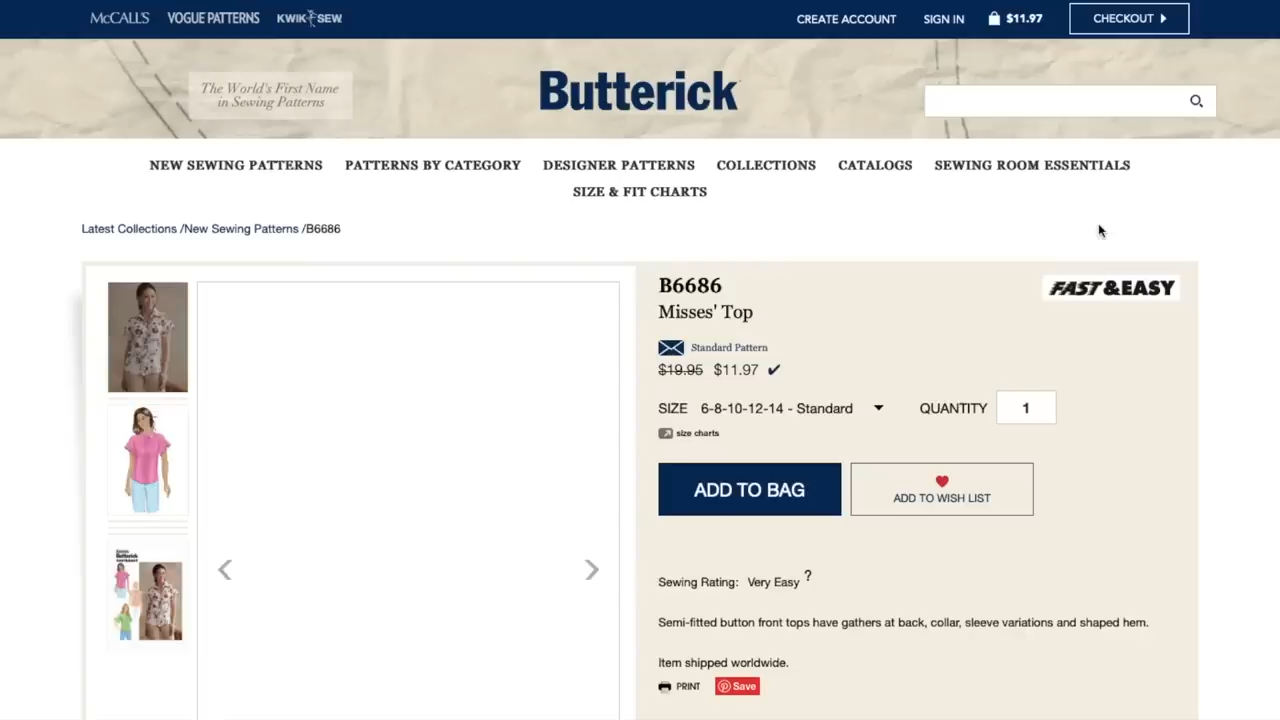 McCALL'S VOGUE PATTERNS KWIK SEW CREATE ACCOUNT SIGN IN $11.97 CHECKOUT
The World's First Name
in Sewing Patterns
Butterick
NEW SEWING PATTERNS PATTERNS BY CATEGORY DESIGNER PATTERNS COLLECTIONS CATALOGS SEWING ROOM ESSENTIALS
SIZE & FIT CHARTS
Latest Collections /New Sewing Patterns /B6686
B6686
FAST & EASY
Misses' Top
Standard Pattern
$19.95 $11.97 ✔
SIZE 6-8-10-12-14 - Standard QUANTITY 1
size charts
ADD TO BAG
ADD TO WISH LIST
Butterick
Sewing Rating: Very Easy ?
Semi-fitted button front tops have gathers at back, collar, sleeve variations and shaped hem.
Item shipped worldwide.
PRINT Save